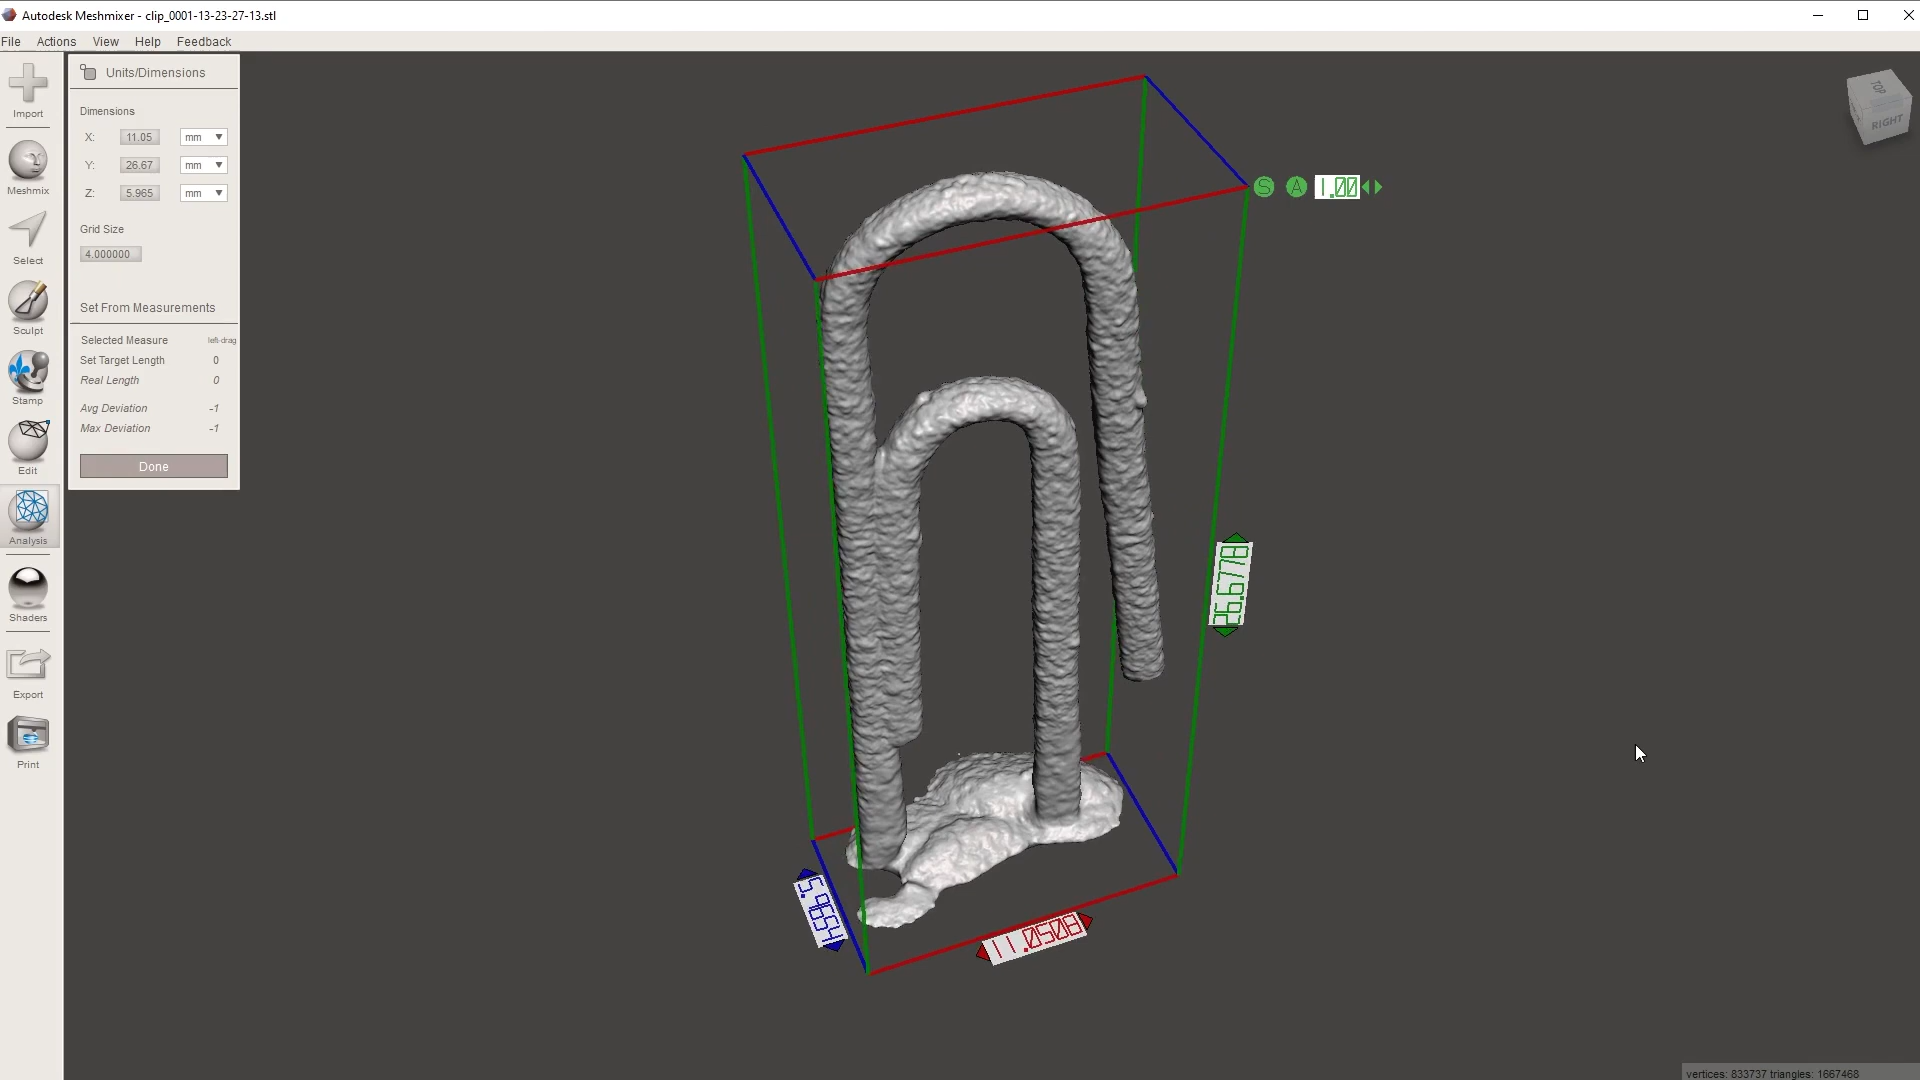 Autodesk Meshmixer - clip_0001-13-23-27-13.stl
File Actions View Help Feedback
Import
Meshmix
Select
Sculpt
Stamp
Edit
Analysis
Shaders
Export
Print
Units/Dimensions
Dimensions
X: 11.05 mm
Y: 26.67 mm
Z: 5.965 mm
Grid Size
4.000000
Set From Measurements
Selected Measure left-drag
Set Target Length 0
Real Length 0
Avg Deviation -1
Max Deviation -1
Done
S A 1.00
26.6718
5.9654
11.0508
TOP
RIGHT
vertices: 833737 triangles: 1667468